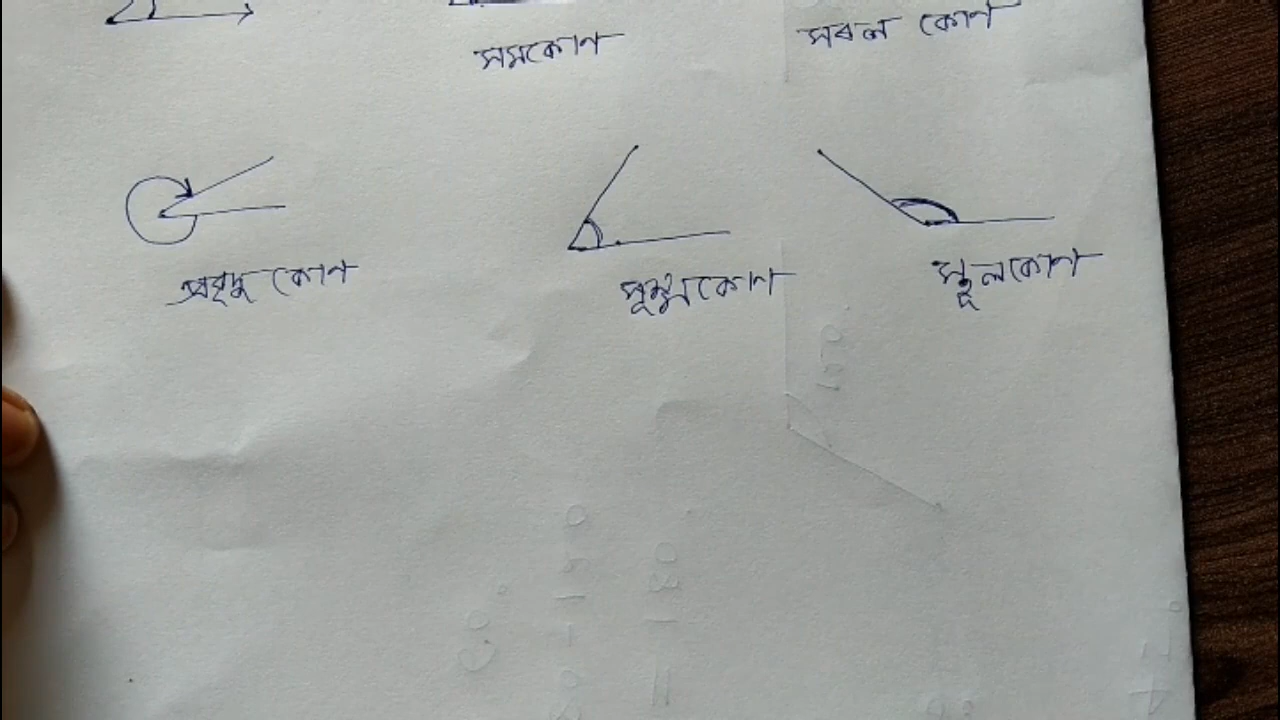 সমকোণ
সরল কোণ
প্রবৃদ্ধ কোণ
সূক্ষ্মকোণ
স্থূলকোণ